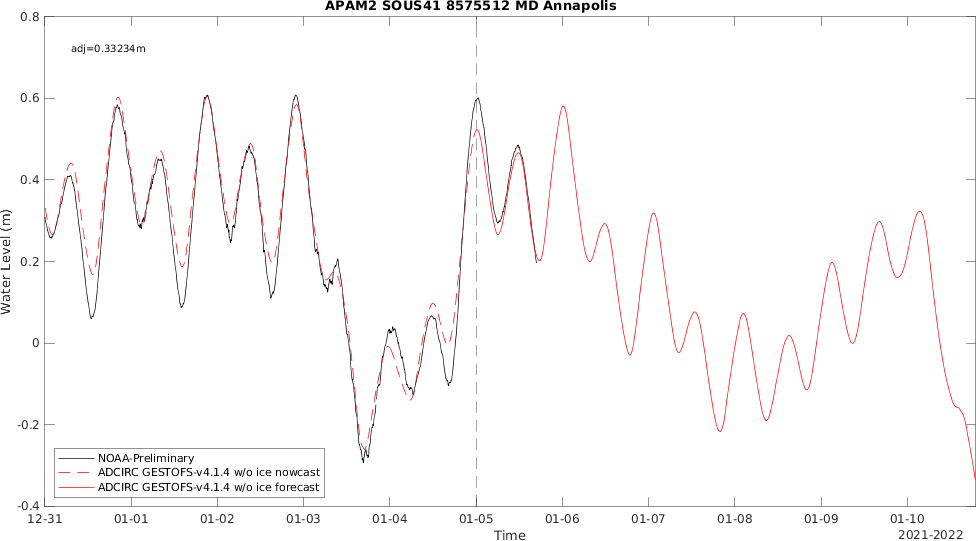 APAM2 SOUS41 8575512 MD Annapolis
adj=0.33234m
0.8
0.6
0.4
0.2
0
-0.2
-0.4
Water Level (m)
NOAA-Preliminary
ADCIRC GESTOFS-v4.1.4 w/o ice nowcast
ADCIRC GESTOFS-v4.1.4 w/o ice forecast
12-31 01-01 01-02 01-03 01-04 01-05 01-06 01-07 01-08 01-09 01-10
Time
2021-2022